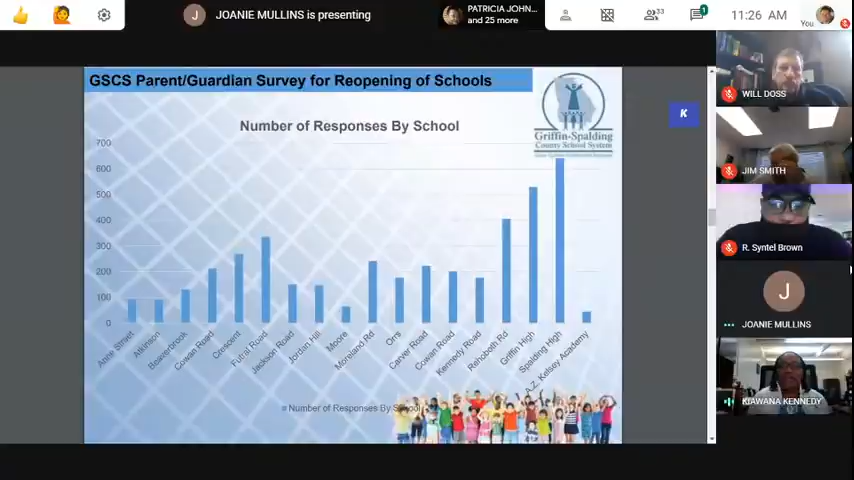 JOANIE MULLINS is presenting
J
PATRICIA JOHN...
and 25 more
33
1
11:26 AM
You
GSCS Parent/Guardian Survey for Reopening of Schools
Griffin-Spalding
County School System
K
Number of Responses By School
700
600
500
400
300
200
100
0
Anne Street
Atkinson
Beaverbrook
Cowan Road
Crescent
Futral Road
Jackson Road
Jordan Hill
Moore
Moreland Rd
Orrs
Carver Road
Cowan Road
Kennedy Road
Rehoboth Rd
Griffin High
Spalding High
A.Z. Kelsey Academy
Number of Responses By School
WILL DOSS
JIM SMITH
R. Syntel Brown
J
JOANIE MULLINS
KIAWANA KENNEDY